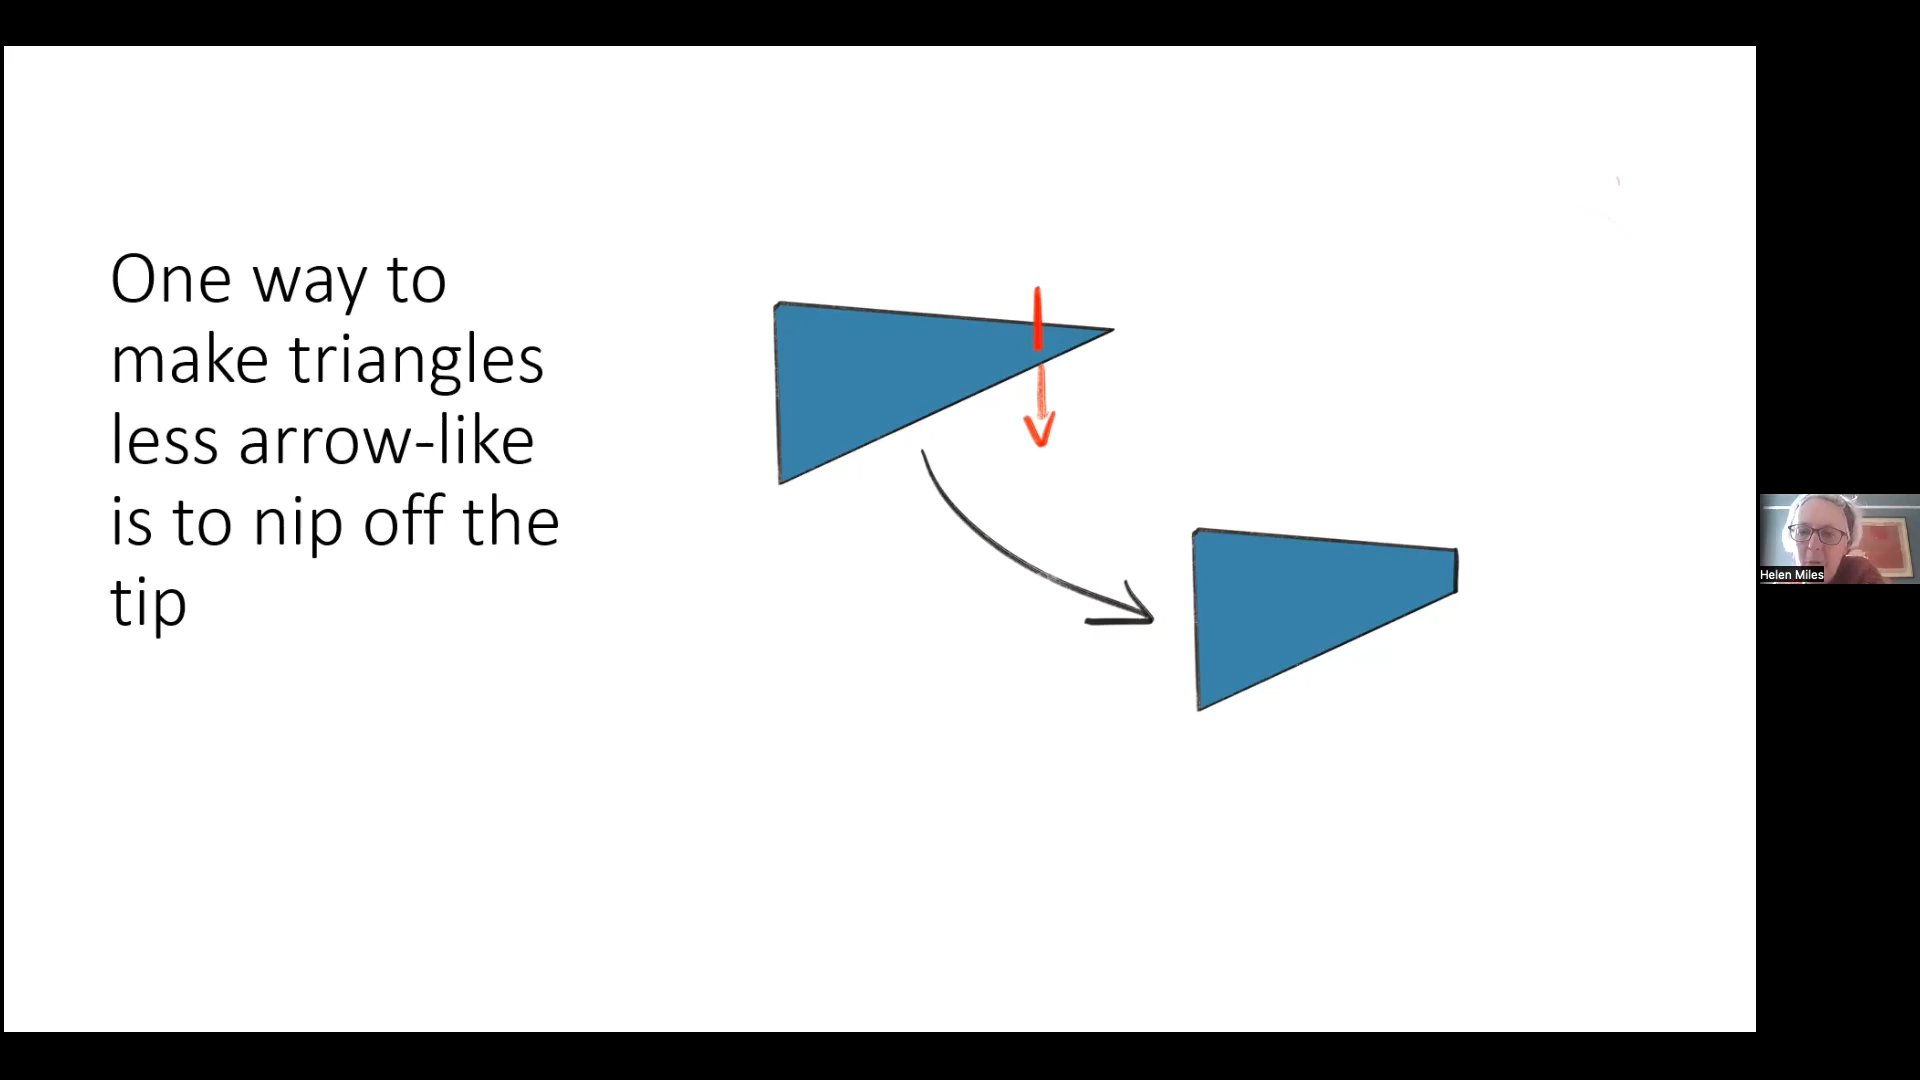 One way to
make triangles
less arrow-like
is to nip off the
tip
Helen Miles